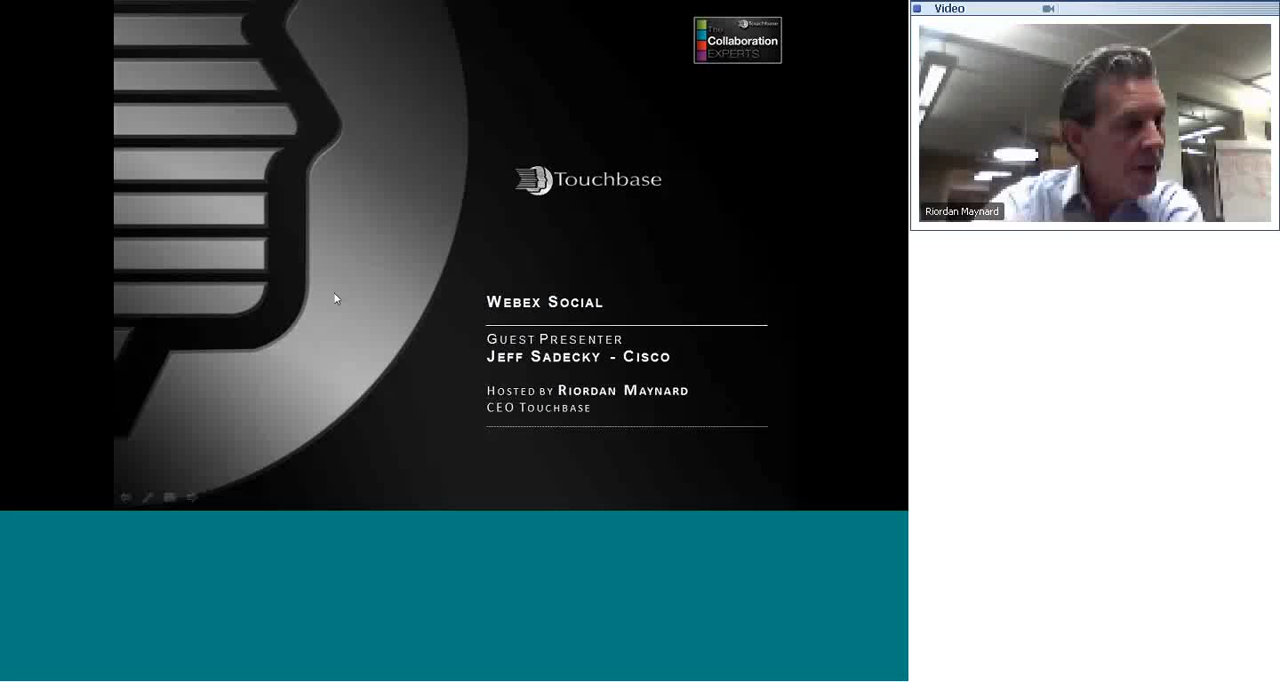 TouchBase
The
Collaboration
EXPERTS
Touchbase
WEBEX SOCIAL
GUEST PRESENTER
JEFF SADECKY - CISCO
HOSTED BY RIORDAN MAYNARD
CEO TOUCHBASE
Video
Riordan Maynard